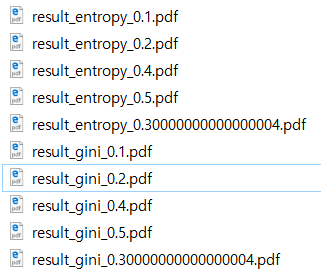 result_entropy_0.1.pdf
result_entropy_0.2.pdf
result_entropy_0.4.pdf
result_entropy_0.5.pdf
result_entropy_0.30000000000000004.pdf
result_gini_0.1.pdf
result_gini_0.2.pdf
result_gini_0.4.pdf
result_gini_0.5.pdf
result_gini_0.30000000000000004.pdf